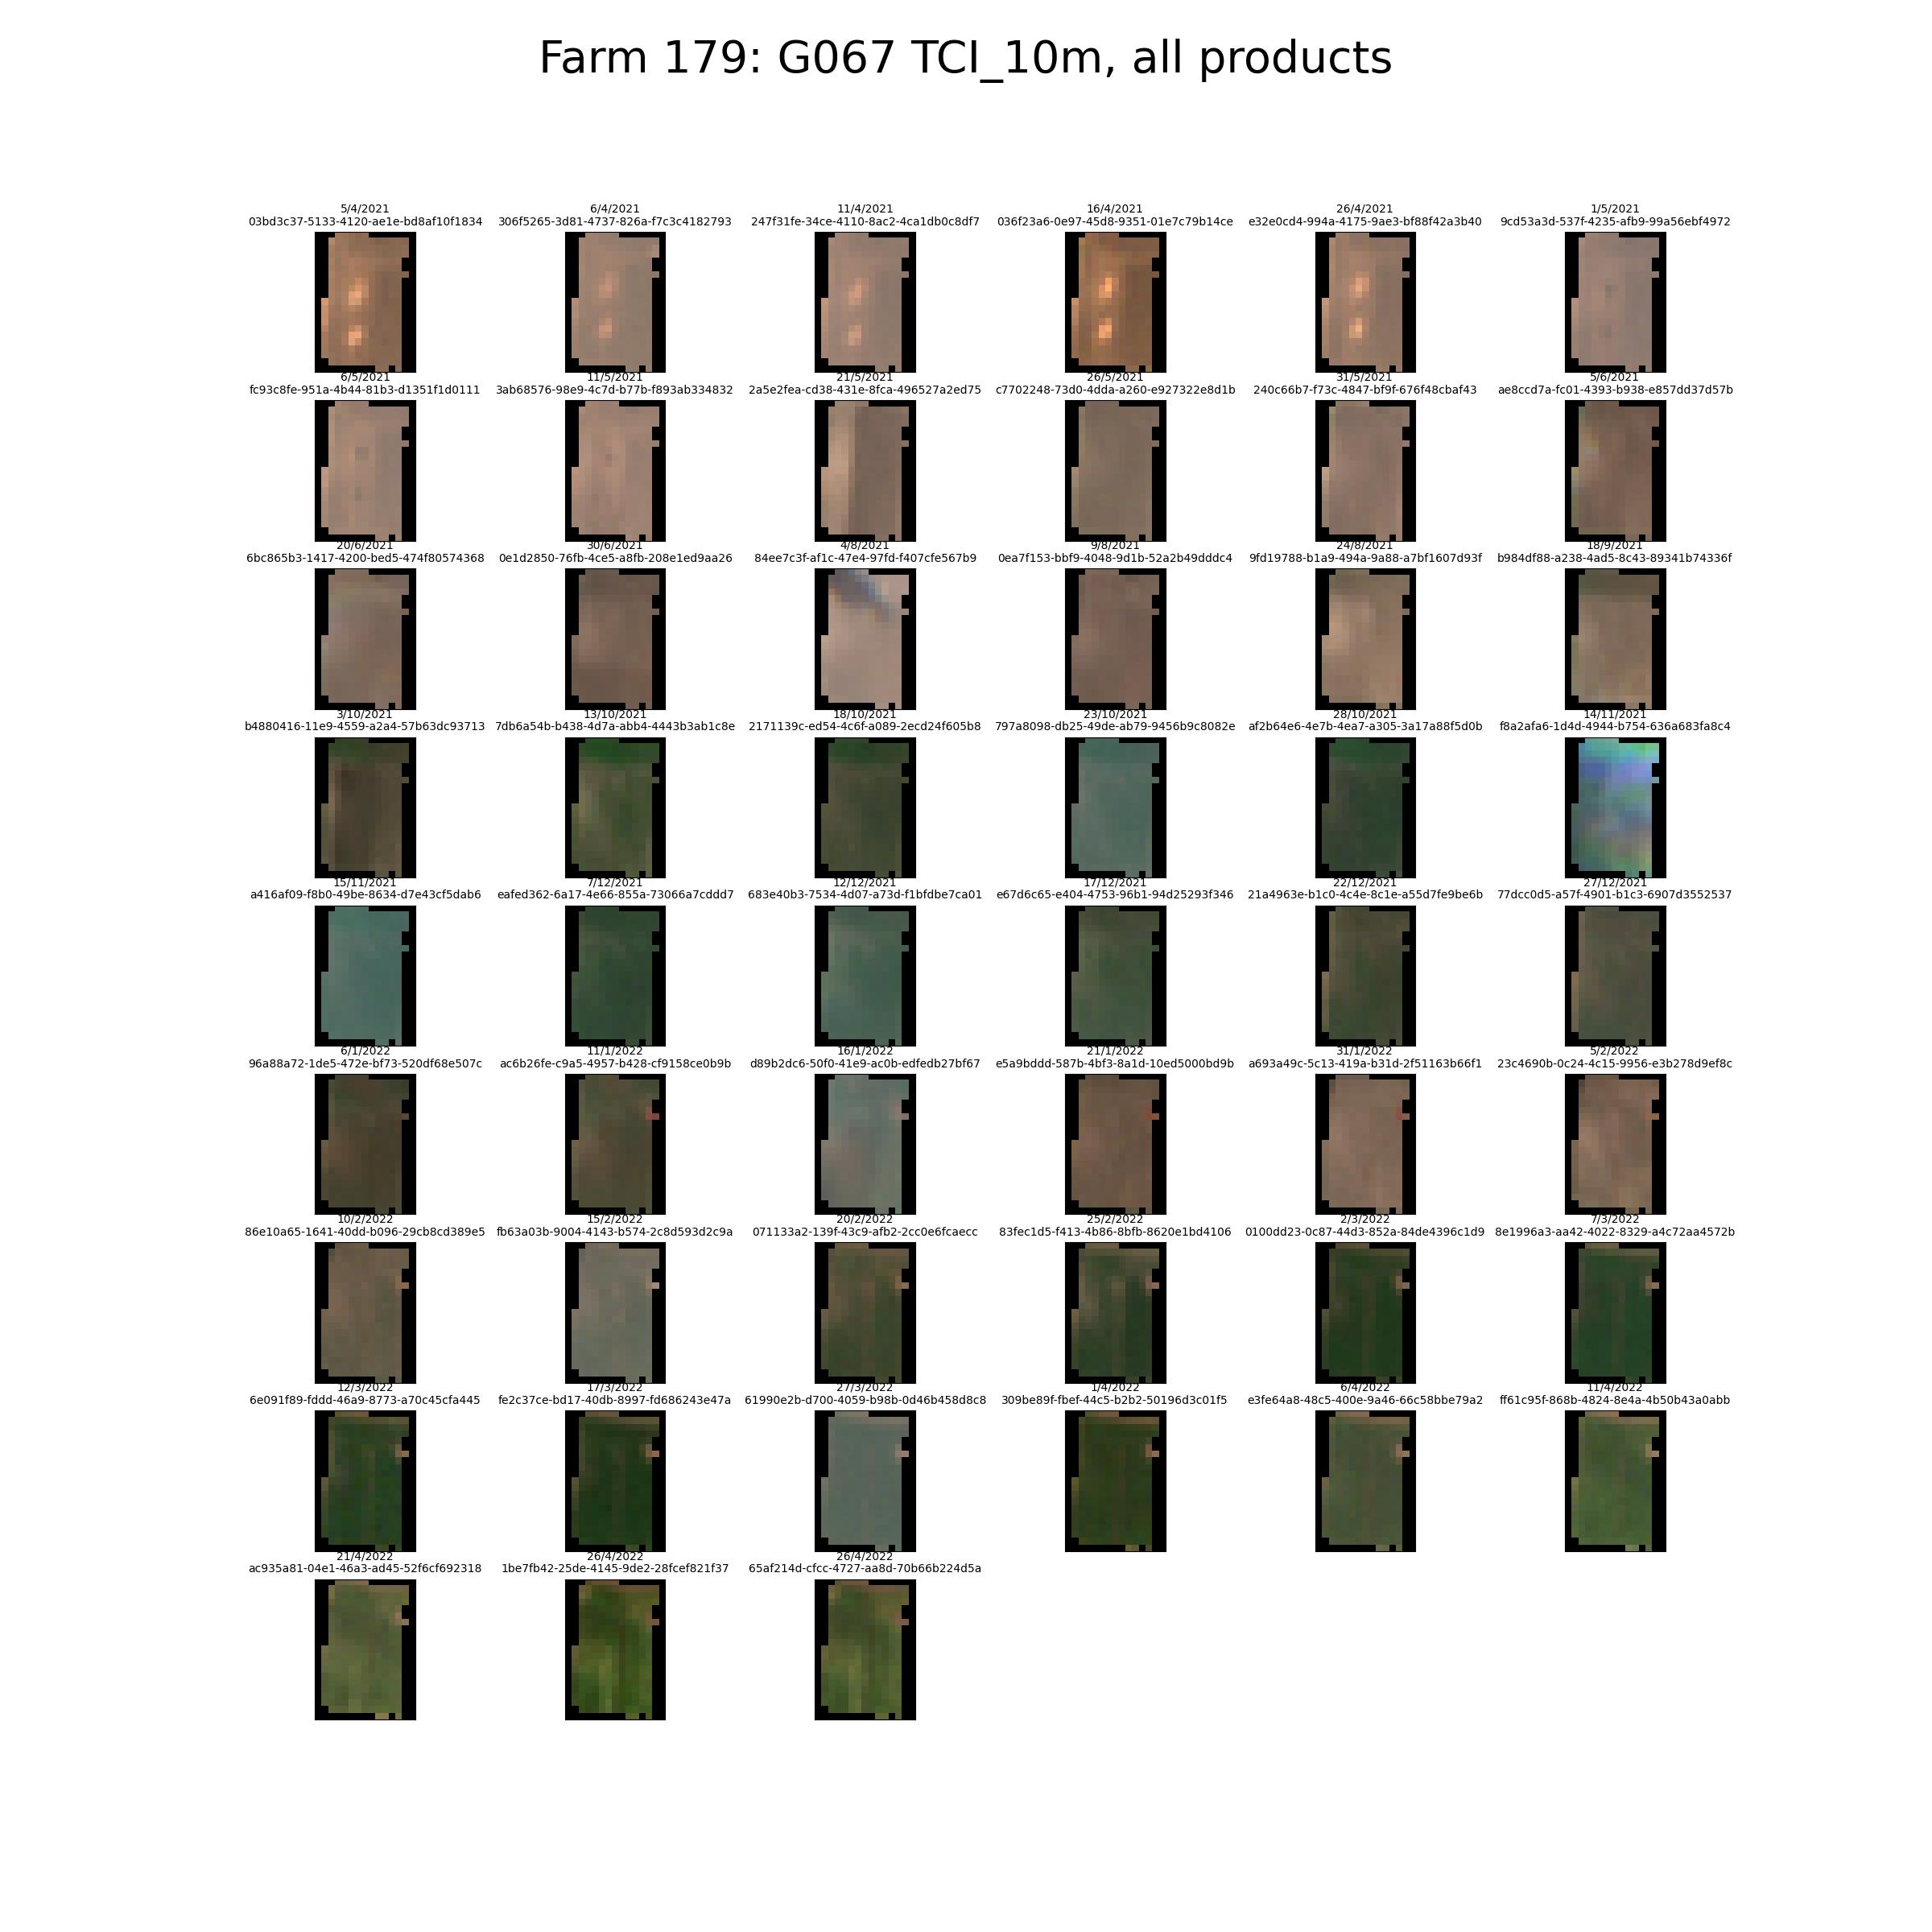 Farm 179: G067 TCI_10m, all products
5/4/2021 6/4/2021 11/4/2021 16/4/2021 26/4/2021 1/5/2021
03bd3c37-5133-4120-ae1e-bd8af10f1834 306f5265-3d81-4737-826a-f7c3c4182793 247f31fe-34ce-4110-8ac2-4ca1db0c8df7 036f23a6-0e97-45d8-9351-01e7c79b14ce e32e0cd4-994a-4175-9ae3-bf88f42a3b40 9cd53a3d-537f-4235-afb9-99a56ebf4972
6/5/2021 11/5/2021 21/5/2021 26/5/2021 31/5/2021 5/6/2021
fc93c8fe-951a-4b44-81b3-d1351f1d0111 3ab68576-98e9-4c7d-b77b-f893ab334832 2a5e2fea-cd38-431e-8fca-496527a2ed75 c7702248-73d0-4dda-a260-e927322e8d1b 240c66b7-f73c-4847-bf9f-676f48cbaf43 ae8ccd7a-fc01-4393-b938-e857dd37d57b
20/6/2021 30/6/2021 4/8/2021 9/8/2021 24/8/2021 18/9/2021
6bc865b3-1417-4200-bed5-474f80574368 0e1d2850-76fb-4ce5-a8fb-208e1ed9aa26 84ee7c3f-af1c-47e4-97fd-f407cfe567b9 0ea7f153-bbf9-4048-9d1b-52a2b49dddc4 9fd19788-b1a9-494a-9a88-a7bf1607d93f b984df88-a238-4ad5-8c43-89341b74336f
3/10/2021 13/10/2021 18/10/2021 23/10/2021 28/10/2021 14/11/2021
b4880416-11e9-4559-a2a4-57b63dc93713 7db6a54b-b438-4d7a-abb4-4443b3ab1c8e 2171139c-ed54-4c6f-a089-2ecd24f605b8 797a8098-db25-49de-ab79-9456b9c8082e af2b64e6-4e7b-4ea7-a305-3a17a88f5d0b f8a2afa6-1d4d-4944-b754-636a683fa8c4
15/11/2021 7/12/2021 12/12/2021 17/12/2021 22/12/2021 27/12/2021
a416af09-f8b0-49be-8634-d7e43cf5dab6 eafed362-6a17-4e66-855a-73066a7cddd7 683e40b3-7534-4d07-a73d-f1bfdbe7ca01 e67d6c65-e404-4753-96b1-94d25293f346 21a4963e-b1c0-4c4e-8c1e-a55d7fe9be6b 77dcc0d5-a57f-4901-b1c3-6907d3552537
6/1/2022 11/1/2022 16/1/2022 21/1/2022 31/1/2022 5/2/2022
96a88a72-1de5-472e-bf73-520df68e507c ac6b26fe-c9a5-4957-b428-cf9158ce0b9b d89b2dc6-50f0-41e9-ac0b-edfedb27bf67 e5a9bddd-587b-4bf3-8a1d-10ed5000bd9b a693a49c-5c13-419a-b31d-2f51163b66f1 23c4690b-0c24-4c15-9956-e3b278d9ef8c
10/2/2022 15/2/2022 20/2/2022 25/2/2022 2/3/2022 7/3/2022
86e10a65-1641-40dd-b096-29cb8cd389e5 fb63a03b-9004-4143-b574-2c8d593d2c9a 071133a2-139f-43c9-afb2-2cc0e6fcaecc 83fec1d5-f413-4b86-8bfb-8620e1bd4106 0100dd23-0c87-44d3-852a-84de4396c1d9 8e1996a3-aa42-4022-8329-a4c72aa4572b
12/3/2022 17/3/2022 27/3/2022 1/4/2022 6/4/2022 11/4/2022
6e091f89-fddd-46a9-8773-a70c45cfa445 fe2c37ce-bd17-40db-8997-fd686243e47a 61990e2b-d700-4059-b98b-0d46b458d8c8 309be89f-fbef-44c5-b2b2-50196d3c01f5 e3fe64a8-48c5-400e-9a46-66c58bbe79a2 ff61c95f-868b-4824-8e4a-4b50b43a0abb
21/4/2022 26/4/2022 26/4/2022
ac935a81-04e1-46a3-ad45-52f6cf692318 1be7fb42-25de-4145-9de2-28fcef821f37 65af214d-cfcc-4727-aa8d-70b66b224d5a